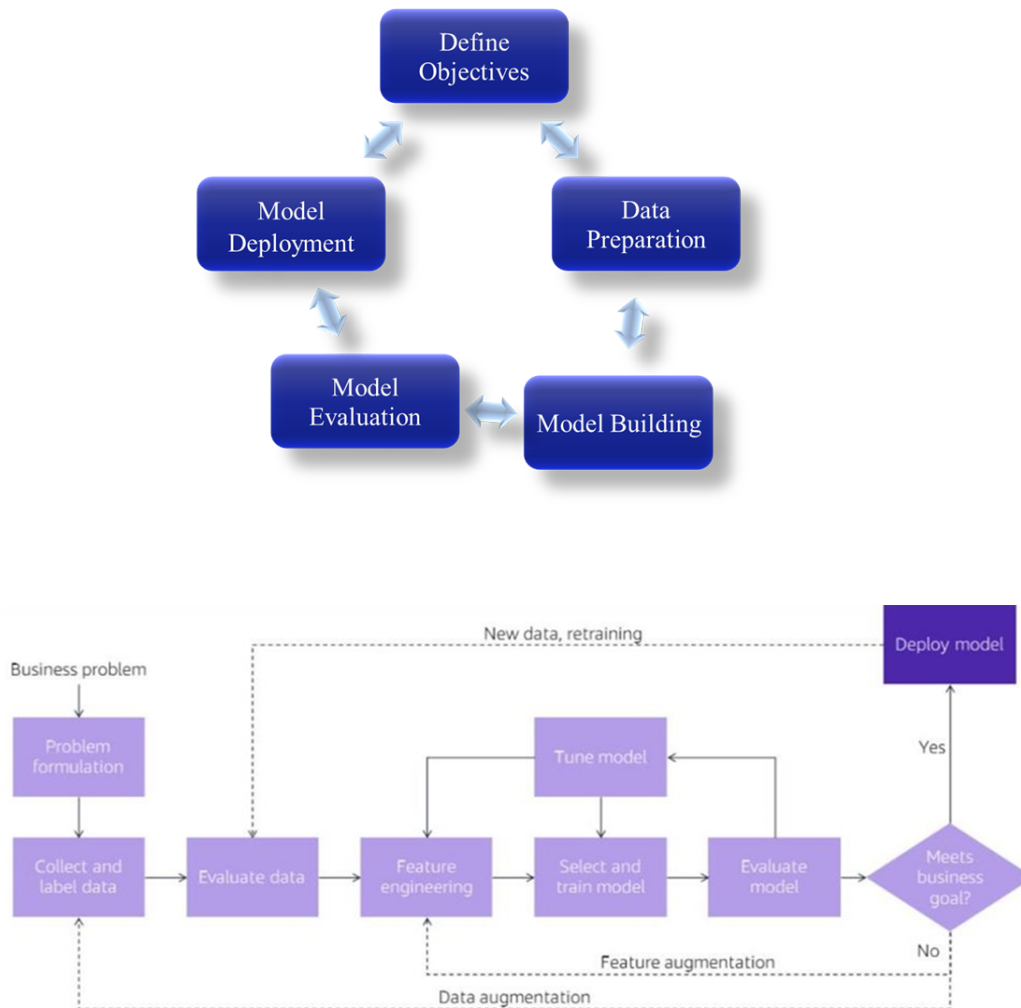 Define
Objectives
Model
Deployment
Data
Preparation
Model
Evaluation
Model Building
New data, retraining
Deploy model
Business problem
Problem
formulation
Tune model
Yes
Collect and
label data
Evaluate data
Feature
engineering
Select and
train model
Evaluate
model
Meets
business
goal?
No
Feature augmentation
Data augmentation